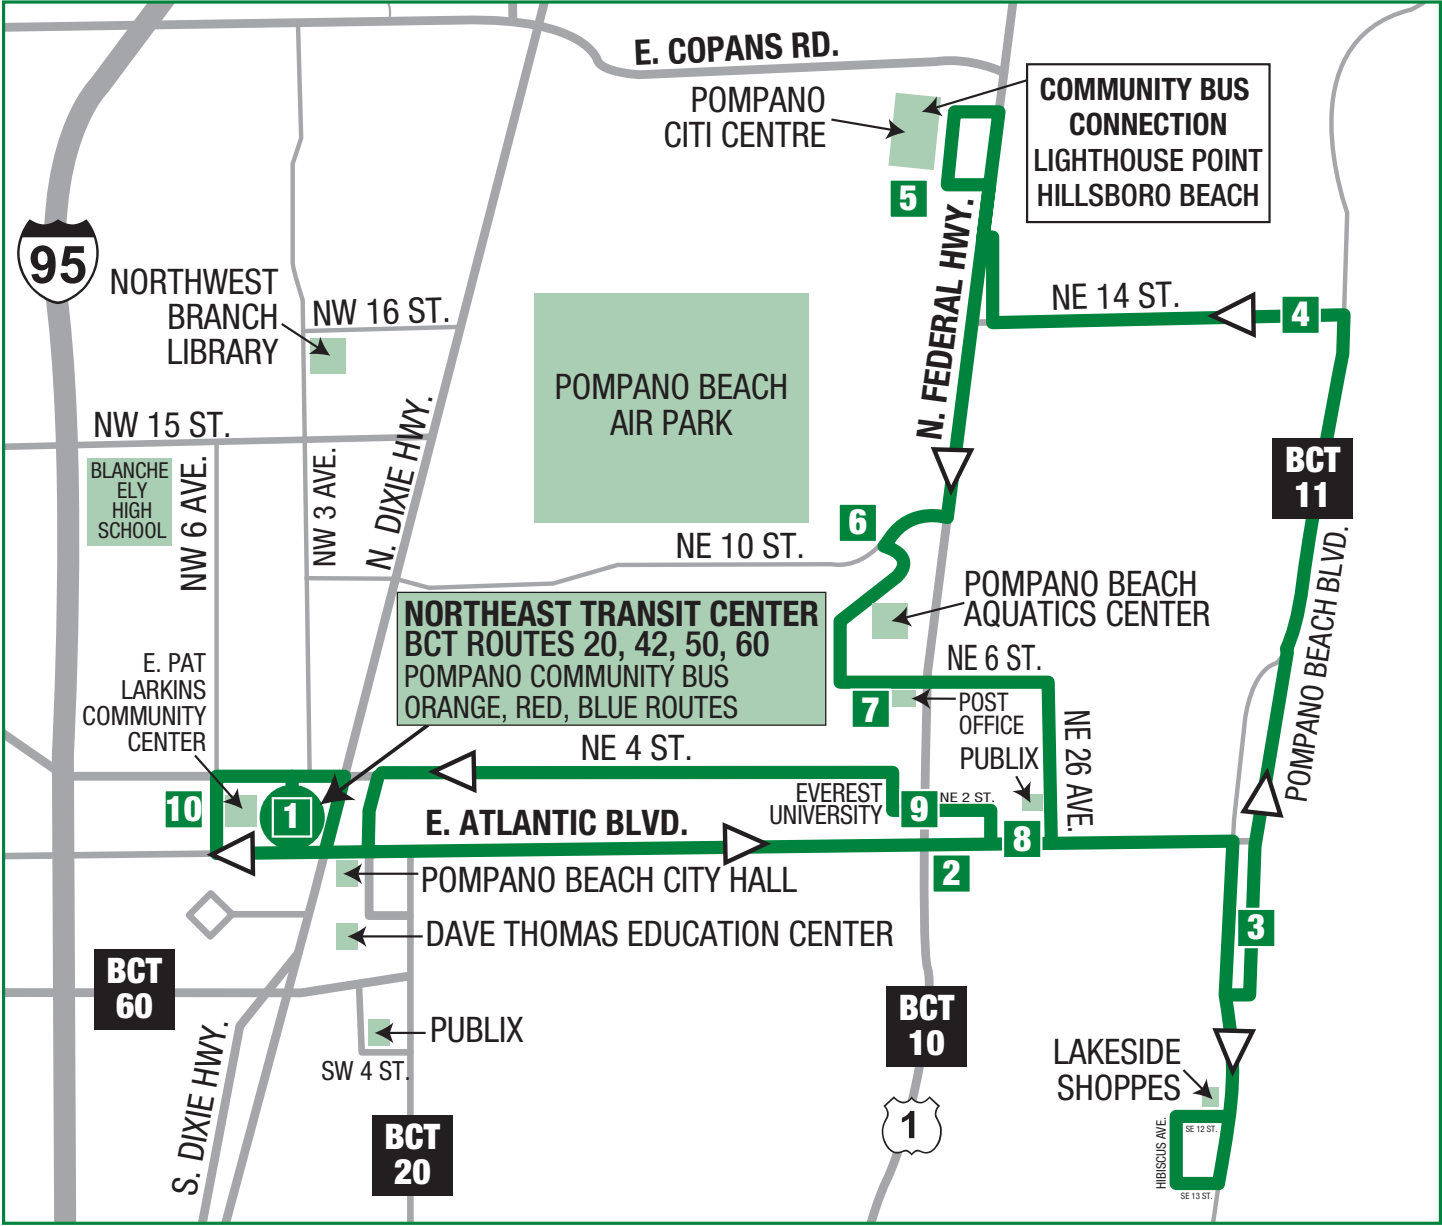 E. COPANS RD.
POMPANO
CITI CENTRE
COMMUNITY BUS
CONNECTION
LIGHTHOUSE POINT
HILLSBORO BEACH
5
95
NORTHWEST
BRANCH
LIBRARY
NW 16 ST.
N. FEDERAL HWY.
NE 14 ST.
4
POMPANO BEACH
AIR PARK
NW 15 ST.
BLANCHE
ELY
HIGH
SCHOOL
NW 6 AVE.
NW 3 AVE.
N. DIXIE HWY.
BCT
11
6
NE 10 ST.
POMPANO BEACH
AQUATICS CENTER
POMPANO BEACH BLVD.
NORTHEAST TRANSIT CENTER
BCT ROUTES 20, 42, 50, 60
POMPANO COMMUNITY BUS
ORANGE, RED, BLUE ROUTES
E. PAT
LARKINS
COMMUNITY
CENTER
NE 6 ST.
7
POST
OFFICE
PUBLIX
NE 26 AVE.
NE 4 ST.
EVEREST
UNIVERSITY
9
NE 2 ST.
10
1
E. ATLANTIC BLVD.
8
2
POMPANO BEACH CITY HALL
DAVE THOMAS EDUCATION CENTER
3
BCT
60
BCT
10
PUBLIX
SW 4 ST.
S. DIXIE HWY.
LAKESIDE
SHOPPES
1
BCT
20
HIBISCUS AVE.
SE 12 ST.
SE 13 ST.